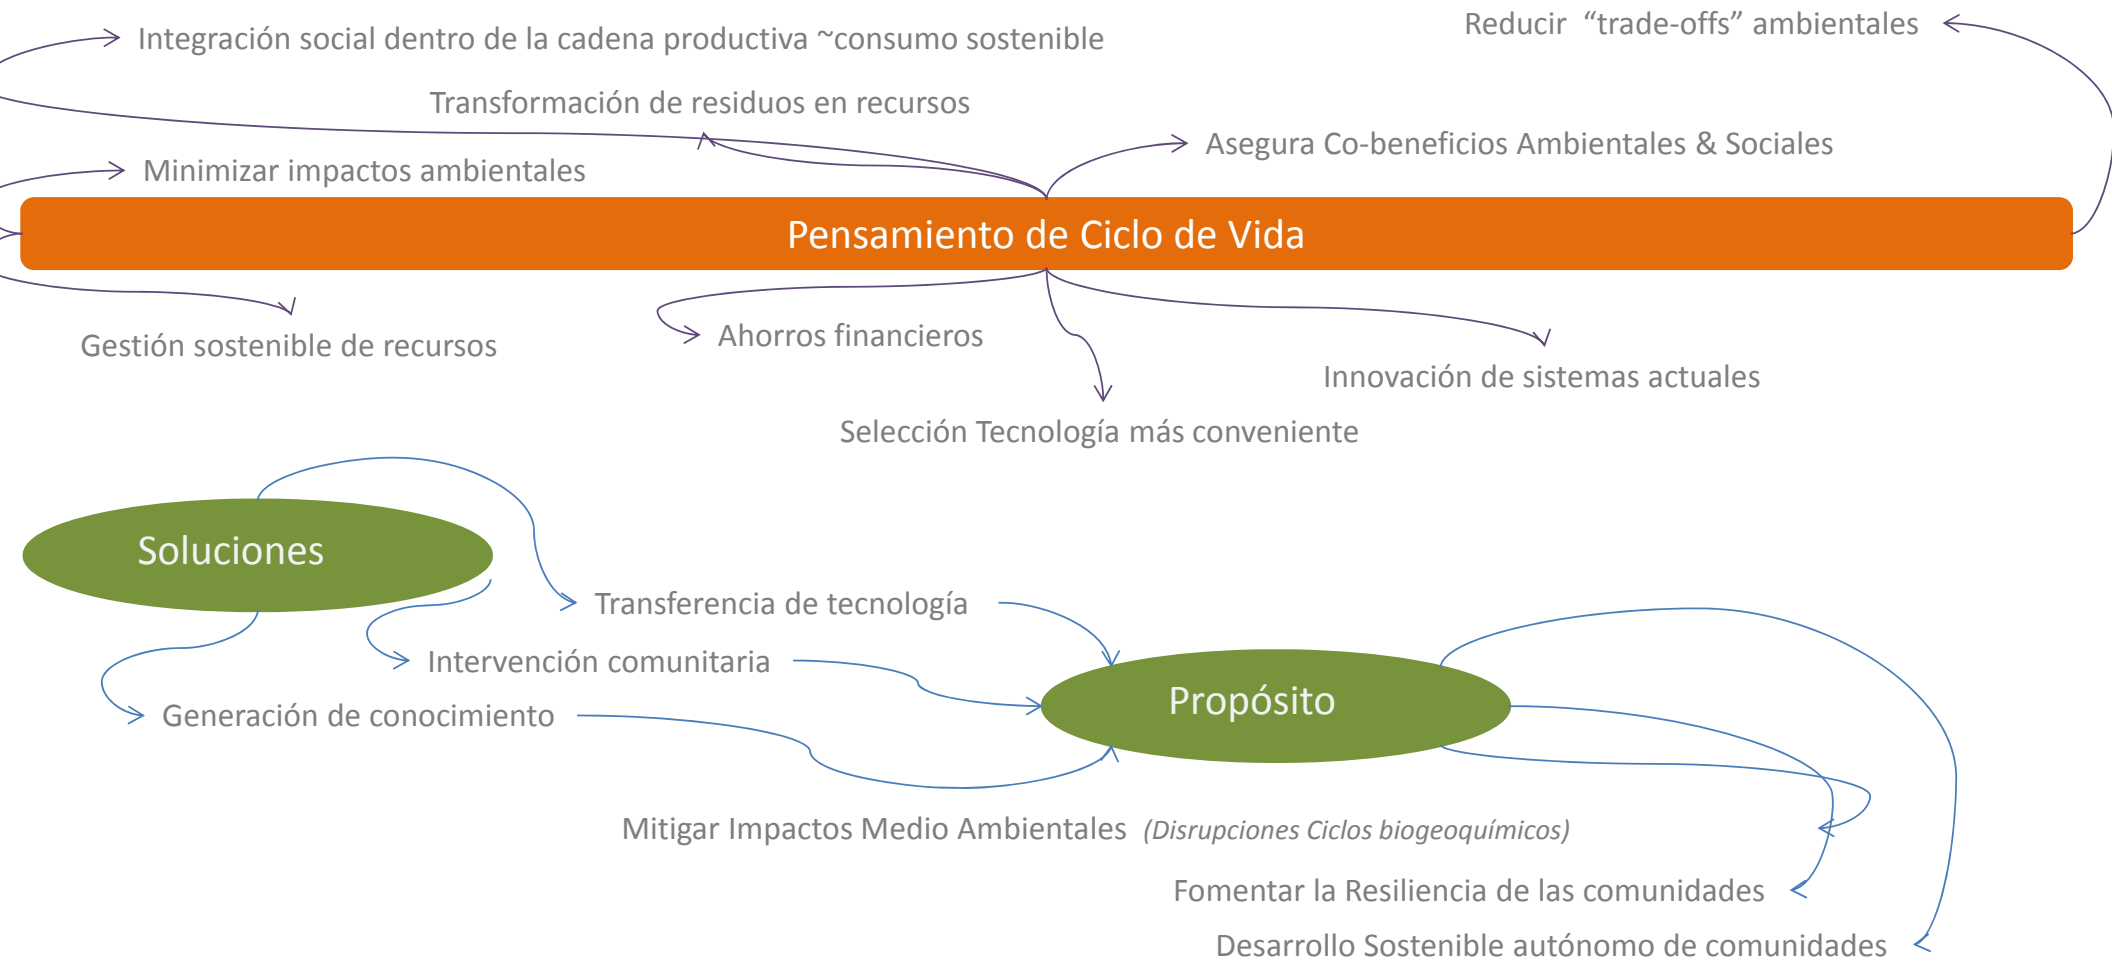 Reducir “trade-offs” ambientales
Integración social dentro de la cadena productiva ~consumo sostenible
Transformación de residuos en recursos
Asegura Co-beneficios Ambientales & Sociales
Minimizar impactos ambientales
Pensamiento de Ciclo de Vida
Gestión sostenible de recursos
Ahorros financieros
Innovación de sistemas actuales
Selección Tecnología más conveniente
Soluciones
Transferencia de tecnología
Intervención comunitaria
Generación de conocimiento
Propósito
Mitigar Impactos Medio Ambientales (Disrupciones Ciclos biogeoquímicos)
Fomentar la Resiliencia de las comunidades
Desarrollo Sostenible autónomo de comunidades